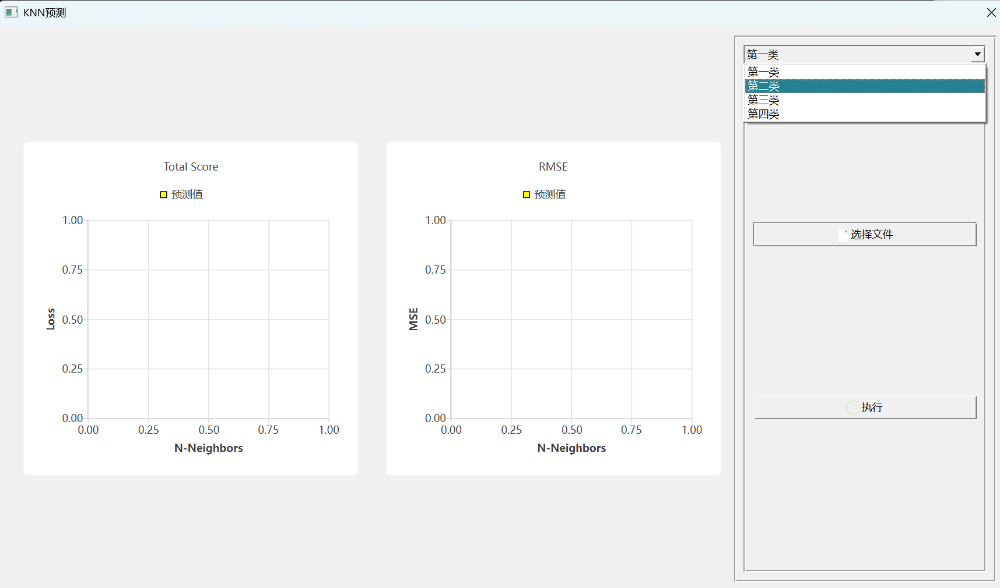 KNN预测
第一类
第一类
第二类
第三类
第四类
Total Score
预测值
1.00
0.75
0.50
0.25
0.00
Loss
0.00 0.25 0.50 0.75 1.00
N-Neighbors
RMSE
预测值
1.00
0.75
0.50
0.25
0.00
MSE
0.00 0.25 0.50 0.75 1.00
N-Neighbors
选择文件
执行